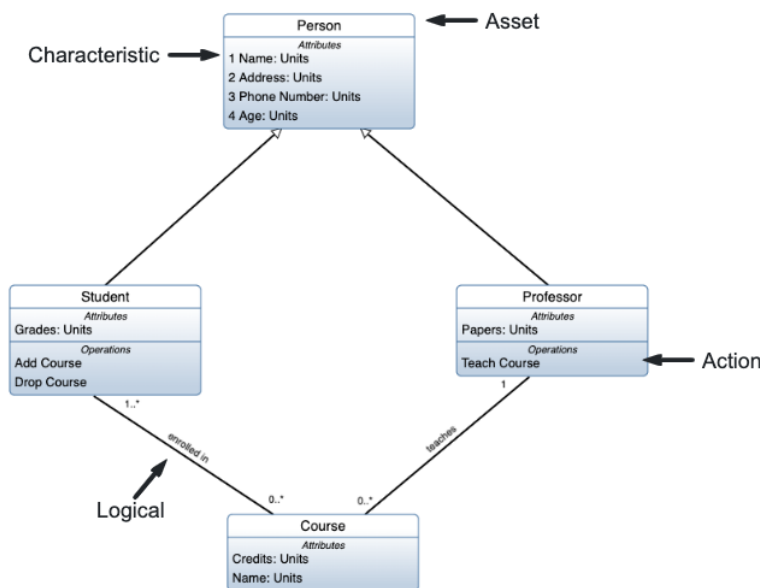 Person
Asset
Attributes
Characteristic
1 Name: Units
2 Address: Units
3 Phone Number: Units
4 Age: Units
Student
Attributes
Grades: Units
Operations
Add Course
Drop Course
Professor
Attributes
Papers: Units
Operations
Teach Course
Action
1..*
1
enrolled in
teaches
Logical
0..*
0..*
Course
Attributes
Credits: Units
Name: Units